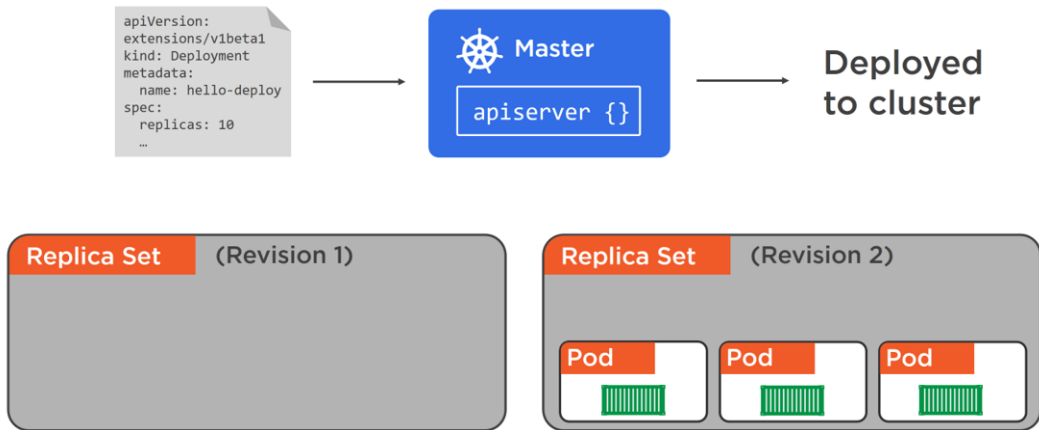 apiVersion:
extensions/v1beta1
kind: Deployment
metadata:
  name: hello-deploy
spec:
  replicas: 10
  …
Master
apiserver {}
Deployed
to cluster
Replica Set (Revision 1)
Replica Set (Revision 2)
Pod Pod Pod